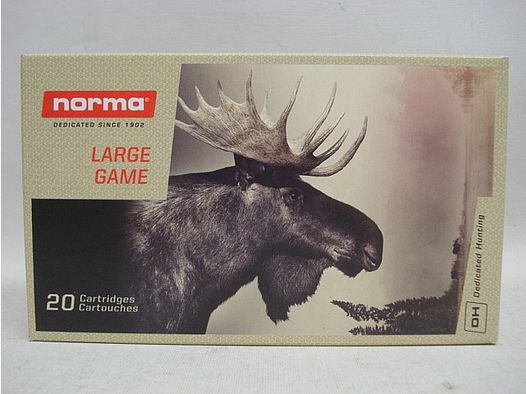 norma®
DEDICATED SINCE 1902
LARGE
GAME
20 Cartridges
Cartouches
DH Dedicated Hunting